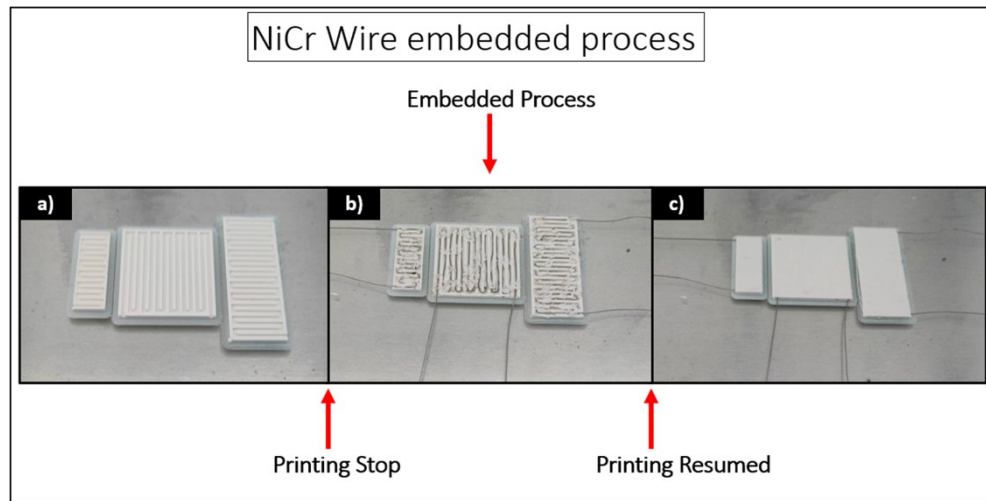 NiCr Wire embedded process
Embedded Process
a)
b)
c)
Printing Stop
Printing Resumed